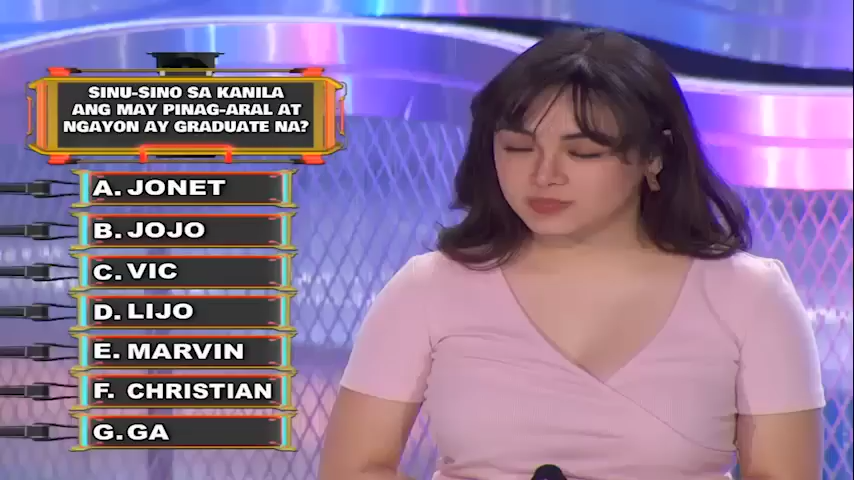 SINU-SINO SA KANILA
ANG MAY PINAG-ARAL AT
NGAYON AY GRADUATE NA?
A. JONET
B. JOJO
C. VIC
D. LIJO
E. MARVIN
F. CHRISTIAN
G. GA